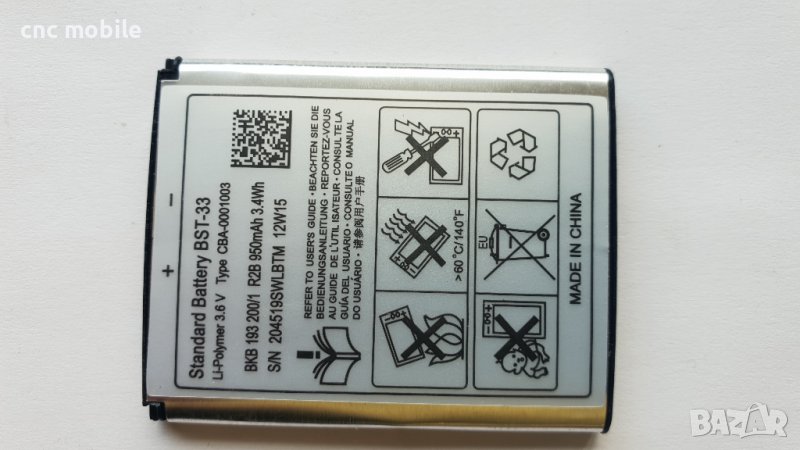 cnc mobile
Standard Battery BST-33
Li-Polymer 3.6 V Type CBA-0001003
BKB 193 200/1 R2B 950mAh 3.4Wh
S/N 204519SWLBTM 12W15
REFER TO USER'S GUIDE · BEACHTEN SIE DIE
BEDIENUNGSANLEITUNG · REPORTEZ-VOUS
AU GUIDE DE L'UTILISATEUR · CONSULTE LA
GUÍA DEL USUARIO · CONSULTE O MANUAL
DO USUÁRIO · 请参阅用户手册
>60°C/140°F
EU
MADE IN CHINA
+ −
BAZAR